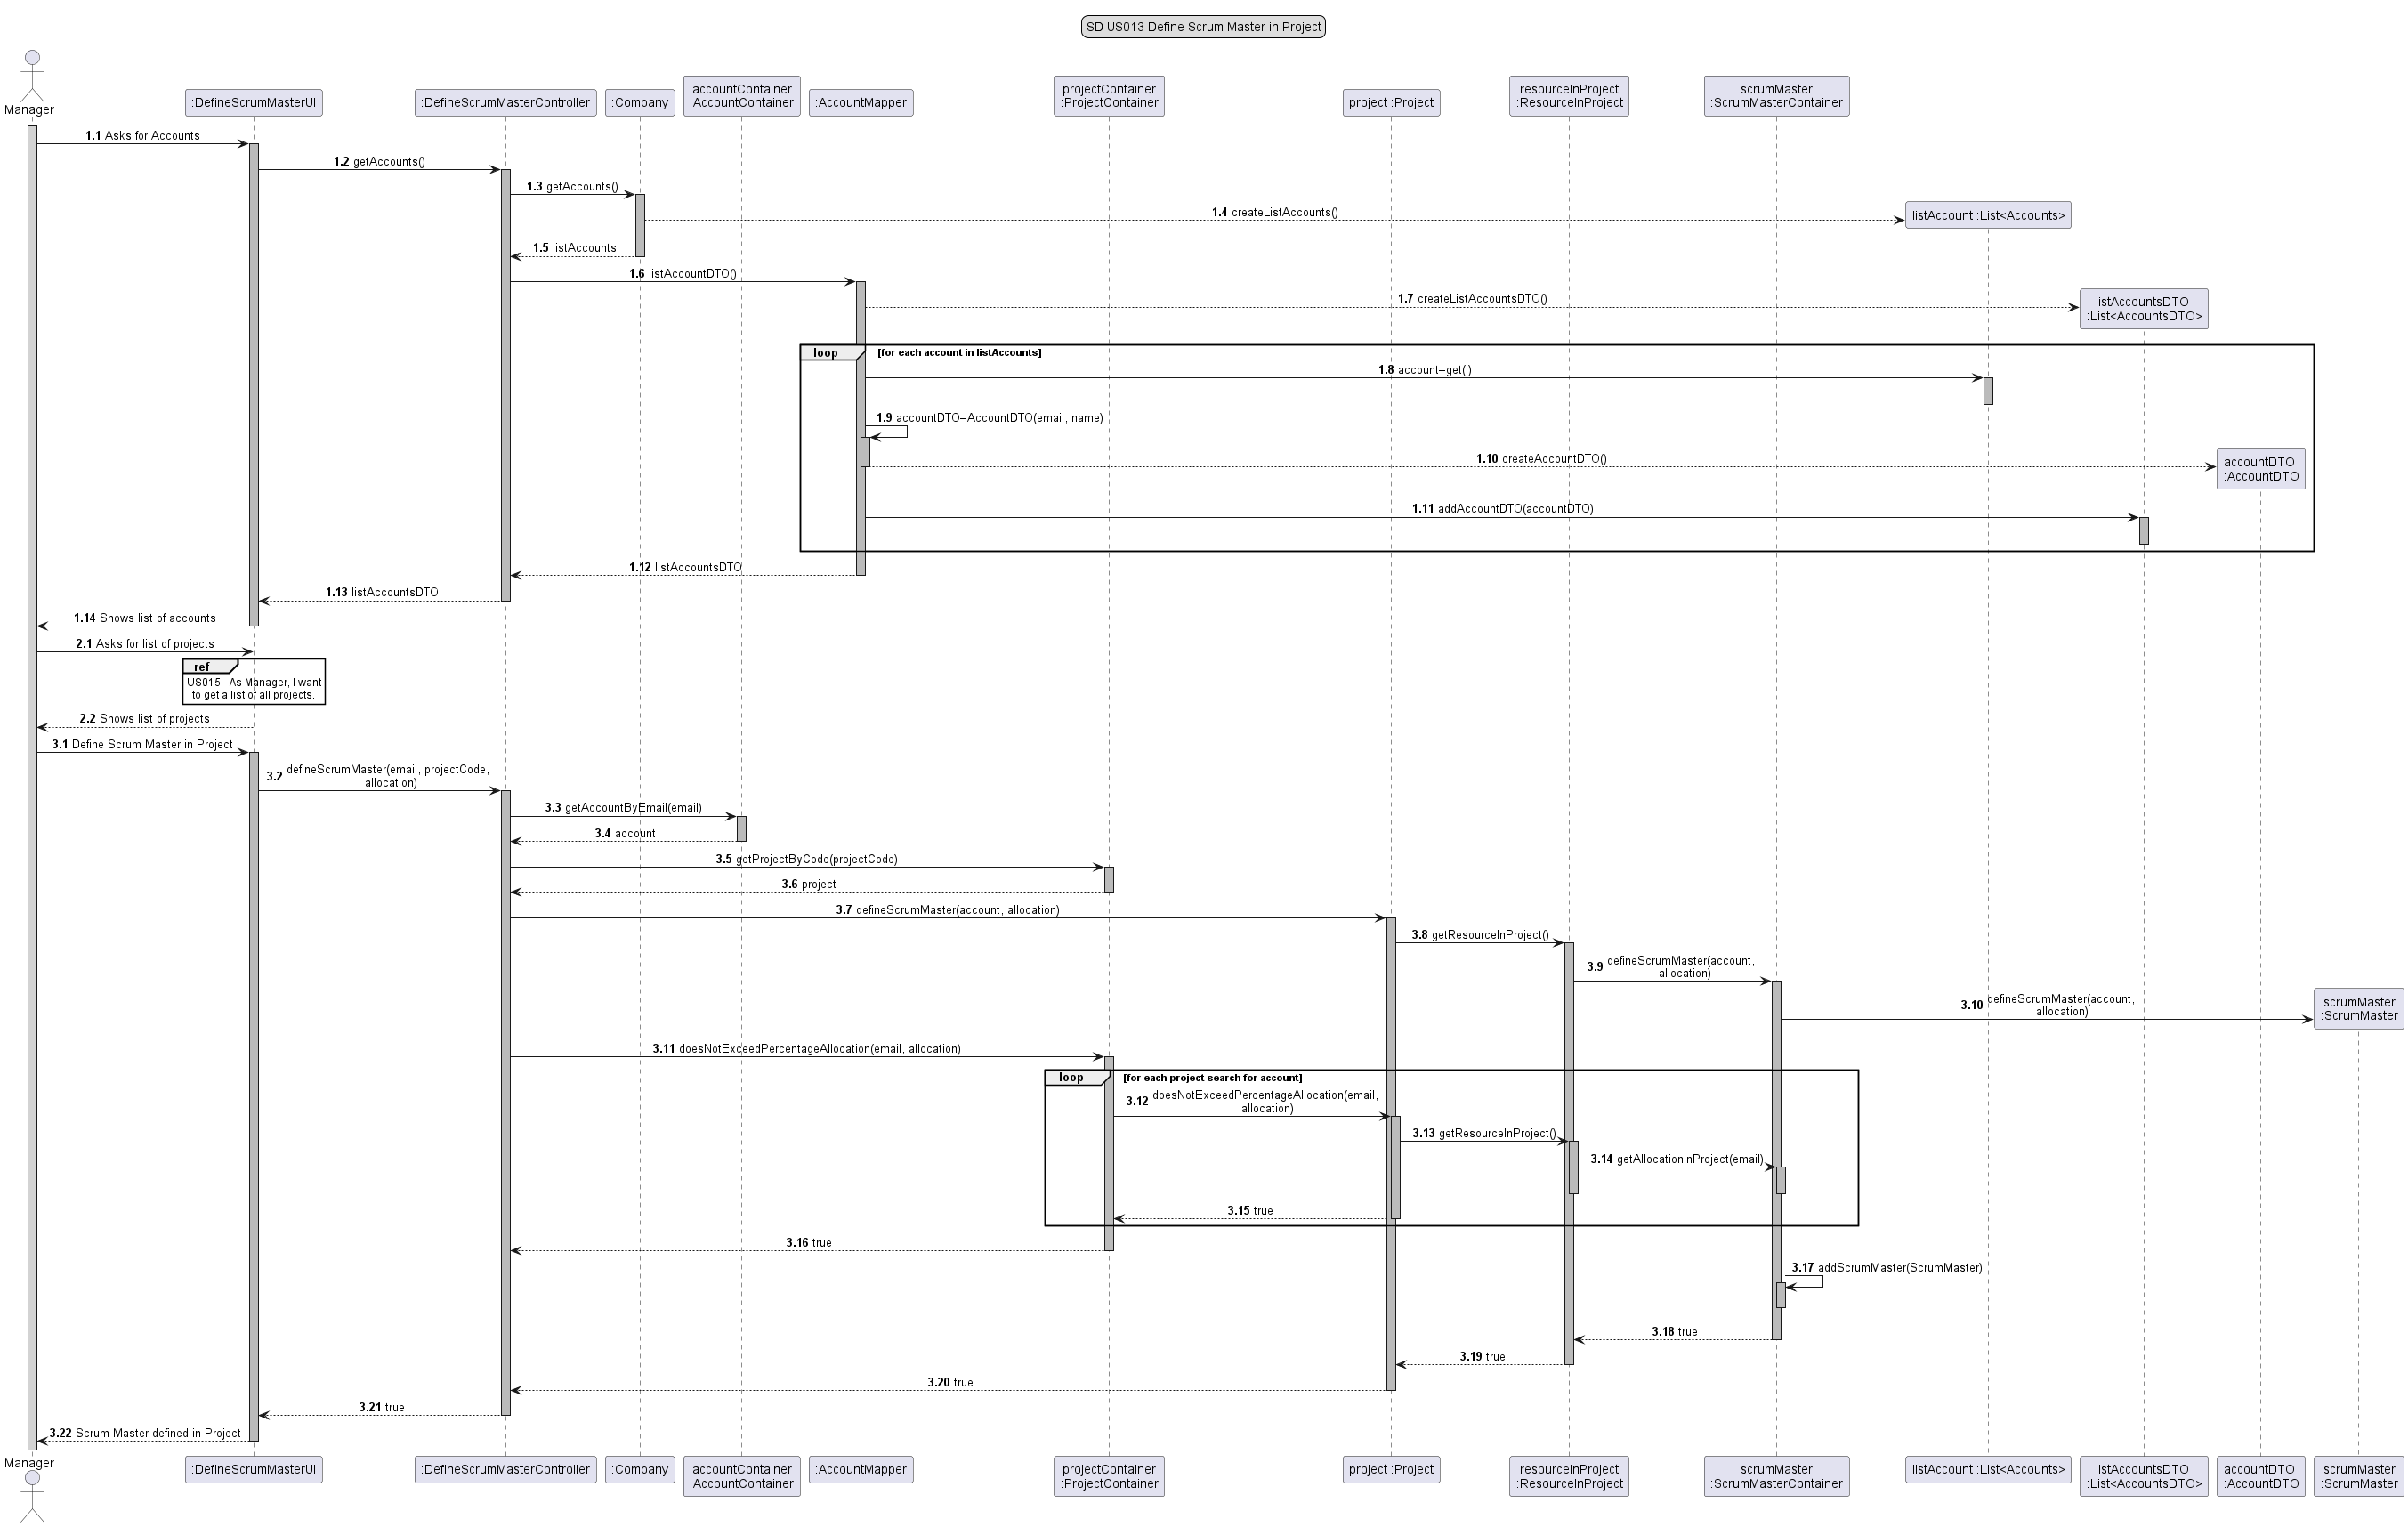 SD US013 Define Scrum Master in Project
Manager
:DefineScrumMasterUI
:DefineScrumMasterController
:Company
accountContainer
:AccountContainer
:AccountMapper
projectContainer
:ProjectContainer
project :Project
resourceInProject
:ResourceInProject
scrumMaster
:ScrumMasterContainer
1.1 Asks for Accounts
1.2 getAccounts()
1.3 getAccounts()
1.4 createListAccounts()
listAccount :List<Accounts>
1.5 listAccounts
1.6 listAccountDTO()
1.7 createListAccountsDTO()
listAccountsDTO
:List<AccountsDTO>
loop [for each account in listAccounts]
1.8 account=get(i)
1.9 accountDTO=AccountDTO(email, name)
1.10 createAccountDTO()
accountDTO
:AccountDTO
1.11 addAccountDTO(accountDTO)
1.12 listAccountsDTO
1.13 listAccountsDTO
1.14 Shows list of accounts
2.1 Asks for list of projects
ref
US015 - As Manager, I want
to get a list of all projects.
2.2 Shows list of projects
3.1 Define Scrum Master in Project
3.2 defineScrumMaster(email, projectCode,
allocation)
3.3 getAccountByEmail(email)
3.4 account
3.5 getProjectByCode(projectCode)
3.6 project
3.7 defineScrumMaster(account, allocation)
3.8 getResourceInProject()
3.9 defineScrumMaster(account,
allocation)
3.10 defineScrumMaster(account,
allocation)
scrumMaster
:ScrumMaster
3.11 doesNotExceedPercentageAllocation(email, allocation)
loop [for each project search for account]
3.12 doesNotExceedPercentageAllocation(email,
allocation)
3.13 getResourceInProject()
3.14 getAllocationInProject(email)
3.15 true
3.16 true
3.17 addScrumMaster(ScrumMaster)
3.18 true
3.19 true
3.20 true
3.21 true
3.22 Scrum Master defined in Project
Manager
:DefineScrumMasterUI
:DefineScrumMasterController
:Company
accountContainer
:AccountContainer
:AccountMapper
projectContainer
:ProjectContainer
project :Project
resourceInProject
:ResourceInProject
scrumMaster
:ScrumMasterContainer
listAccount :List<Accounts>
listAccountsDTO
:List<AccountsDTO>
accountDTO
:AccountDTO
scrumMaster
:ScrumMaster